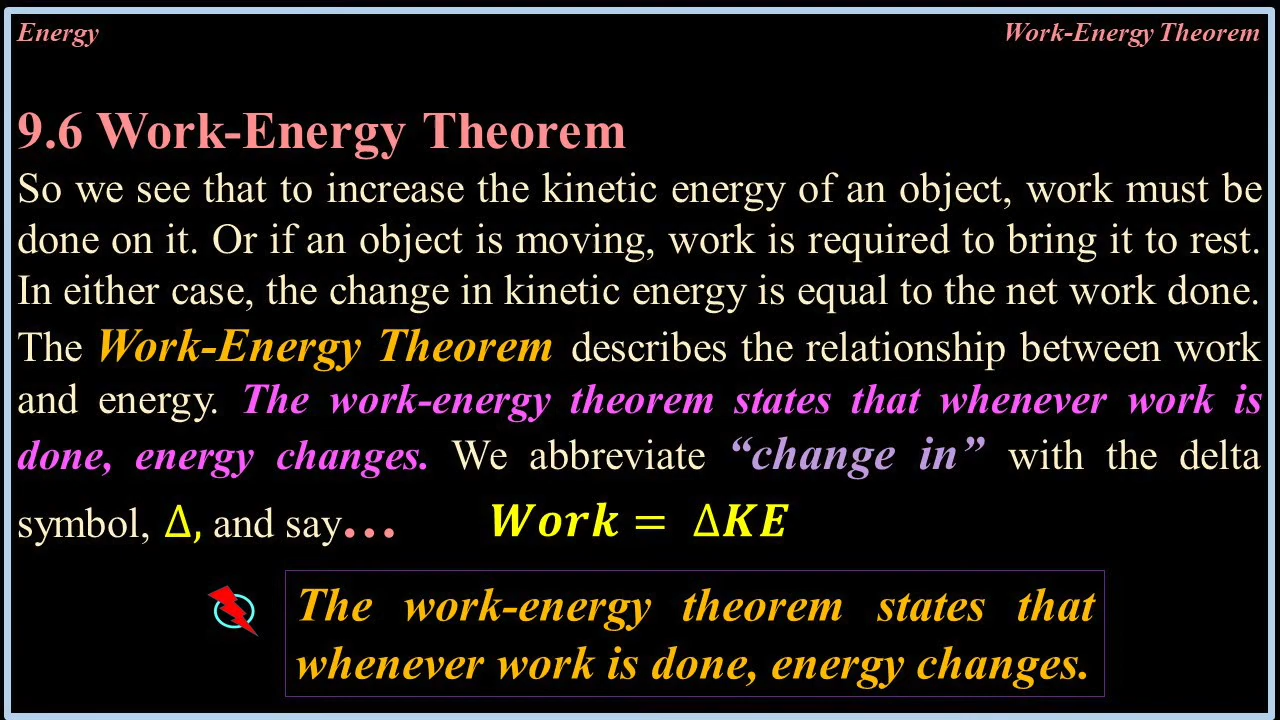 Energy
Work-Energy Theorem
9.6 Work-Energy Theorem
So we see that to increase the kinetic energy of an object, work must be
done on it. Or if an object is moving, work is required to bring it to rest.
In either case, the change in kinetic energy is equal to the net work done.
The Work-Energy Theorem describes the relationship between work
and energy. The work-energy theorem states that whenever work is
done, energy changes. We abbreviate “change in” with the delta
symbol, Δ, and say… Work = ΔKE
The work-energy theorem states that
whenever work is done, energy changes.